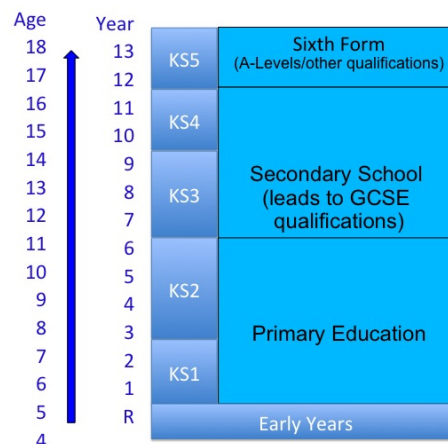 Age
18
17
16
15
14
13
12
11
10
9
8
7
6
5
4
Year
13
12
11
10
9
8
7
6
5
4
3
2
1
R
KS5
KS4
KS3
KS2
KS1
Sixth Form
(A-Levels/other qualifications)
Secondary School
(leads to GCSE
qualifications)
Primary Education
Early Years